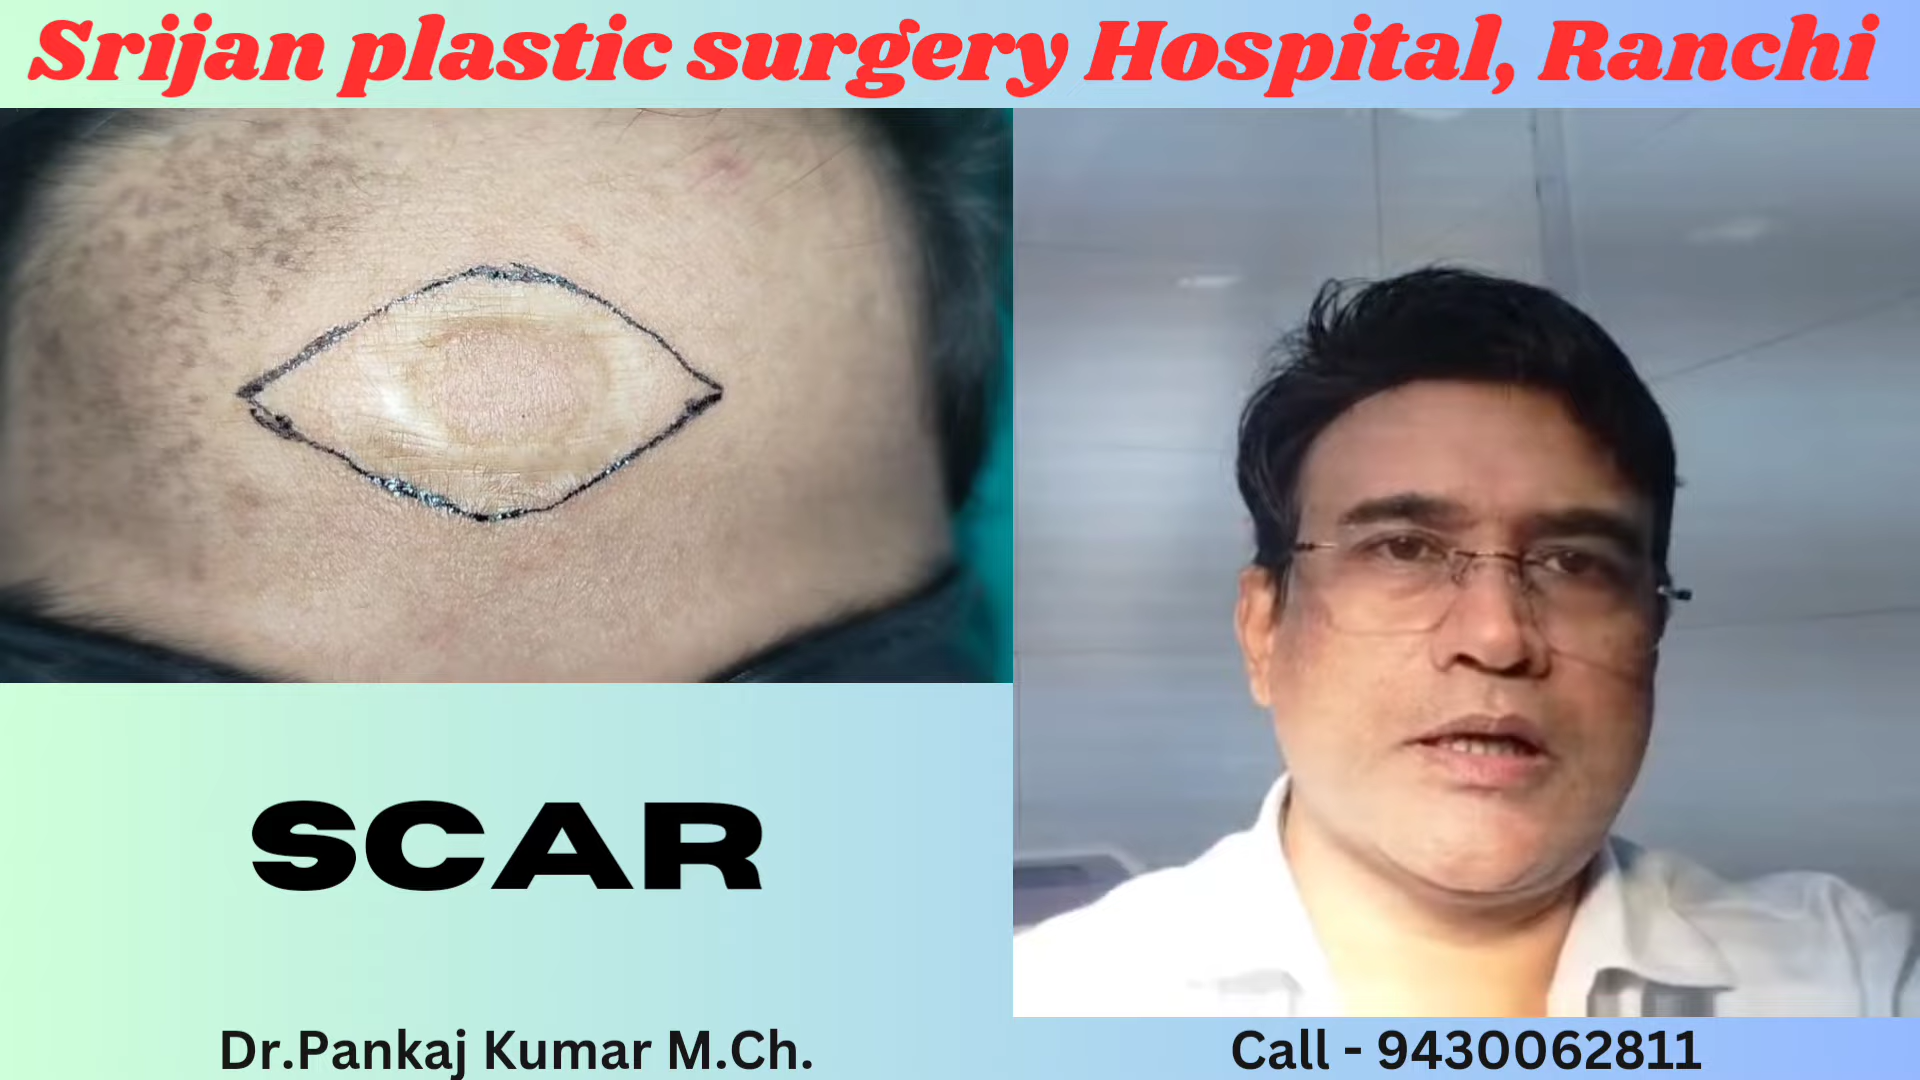 Srijan plastic surgery Hospital, Ranchi
SCAR
Dr.Pankaj Kumar M.Ch.
Call - 9430062811